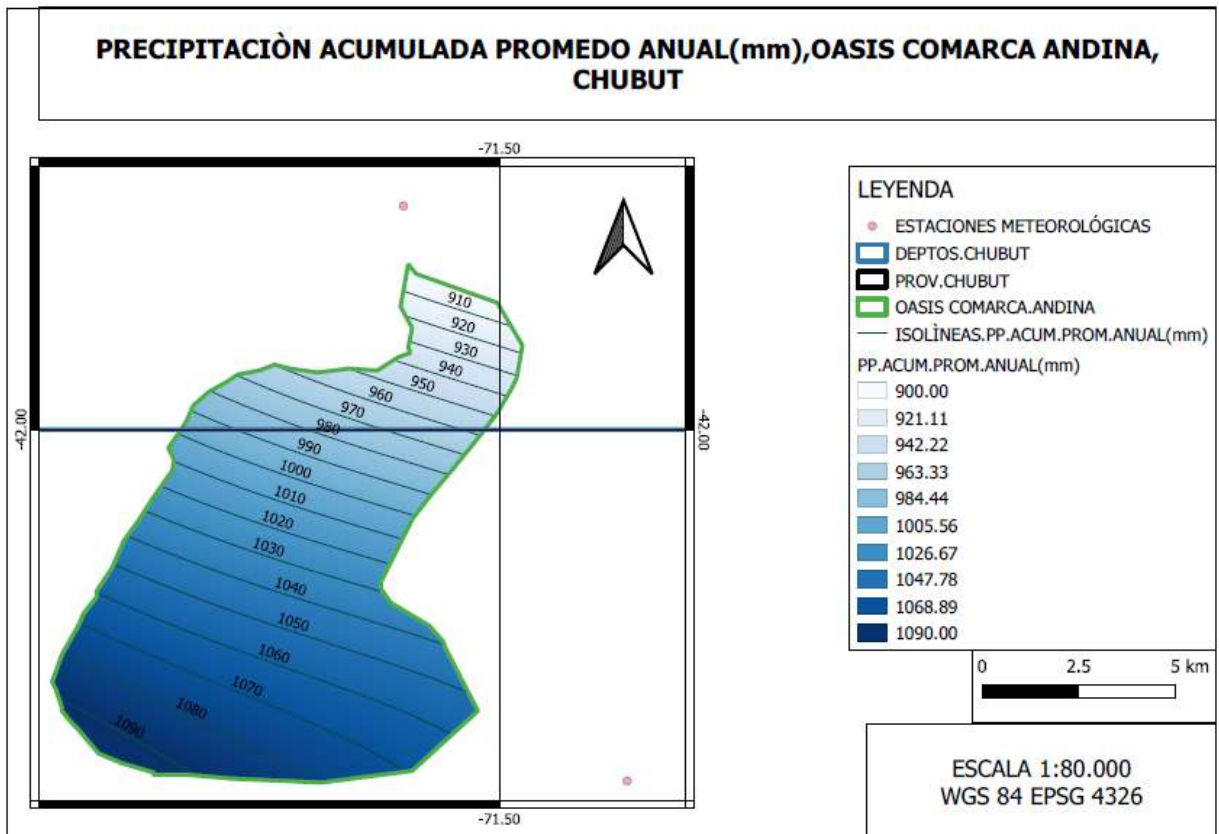 PRECIPITACIÒN ACUMULADA PROMEDO ANUAL(mm),OASIS COMARCA ANDINA,
CHUBUT
-71.50
-42.00
-42.00
-71.50
910
920
930
940
950
960
970
980
990
1000
1010
1020
1030
1040
1050
1060
1070
1080
1090
LEYENDA
ESTACIONES METEOROLÓGICAS
DEPTOS.CHUBUT
PROV.CHUBUT
OASIS COMARCA.ANDINA
ISOLÌNEAS.PP.ACUM.PROM.ANUAL(mm)
PP.ACUM.PROM.ANUAL(mm)
900.00
921.11
942.22
963.33
984.44
1005.56
1026.67
1047.78
1068.89
1090.00
0 2.5 5 km
ESCALA 1:80.000
WGS 84 EPSG 4326